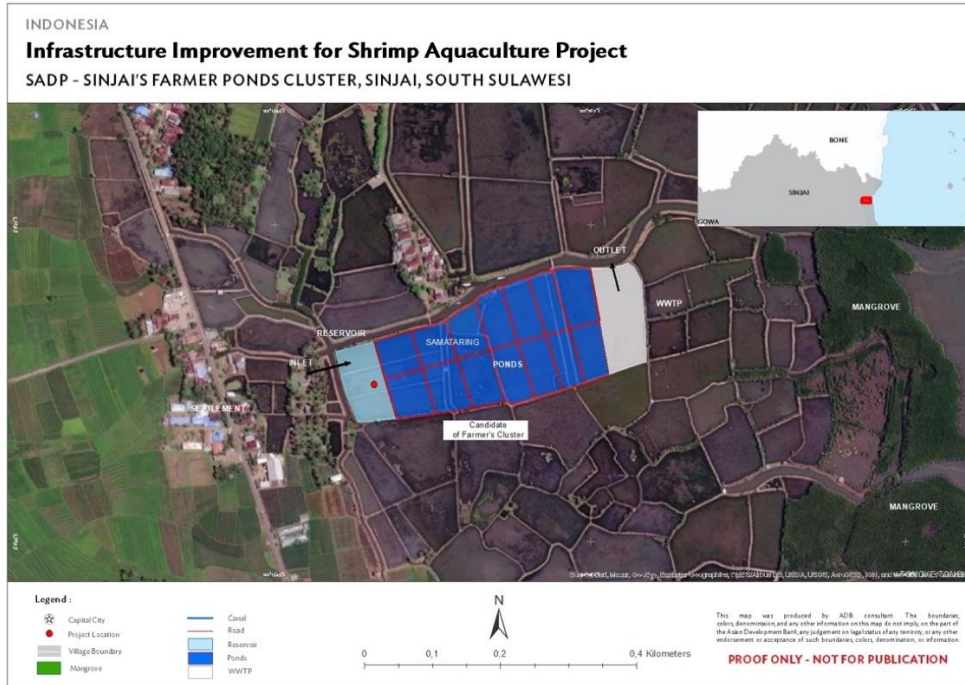 INDONESIA
Infrastructure Improvement for Shrimp Aquaculture Project
SADP - SINJAI'S FARMER PONDS CLUSTER, SINJAI, SOUTH SULAWESI
BONE
SINJAI
GOWA
OUTLET
WWTP
MANGROVE
RESERVOIR
SAMATARING
INLET
PONDS
SETTLEMENT
Candidate
of Farmer's Cluster
MANGROVE
Legend :
Capital City
Project Location
Village Boundary
Mangrove
Canal
Road
Reservoir
Ponds
WWTP
N
0 0,1 0,2 0,4 Kilometers
This map was produced by ADB consultant. The boundaries,
colors, denomination, and any other information on this map do not imply, on the part of
the Asian Development Bank, any judgement on legal status of any territory, or any other
endorsement or acceptance of such boundaries, colors, denomination, or information.
PROOF ONLY - NOT FOR PUBLICATION